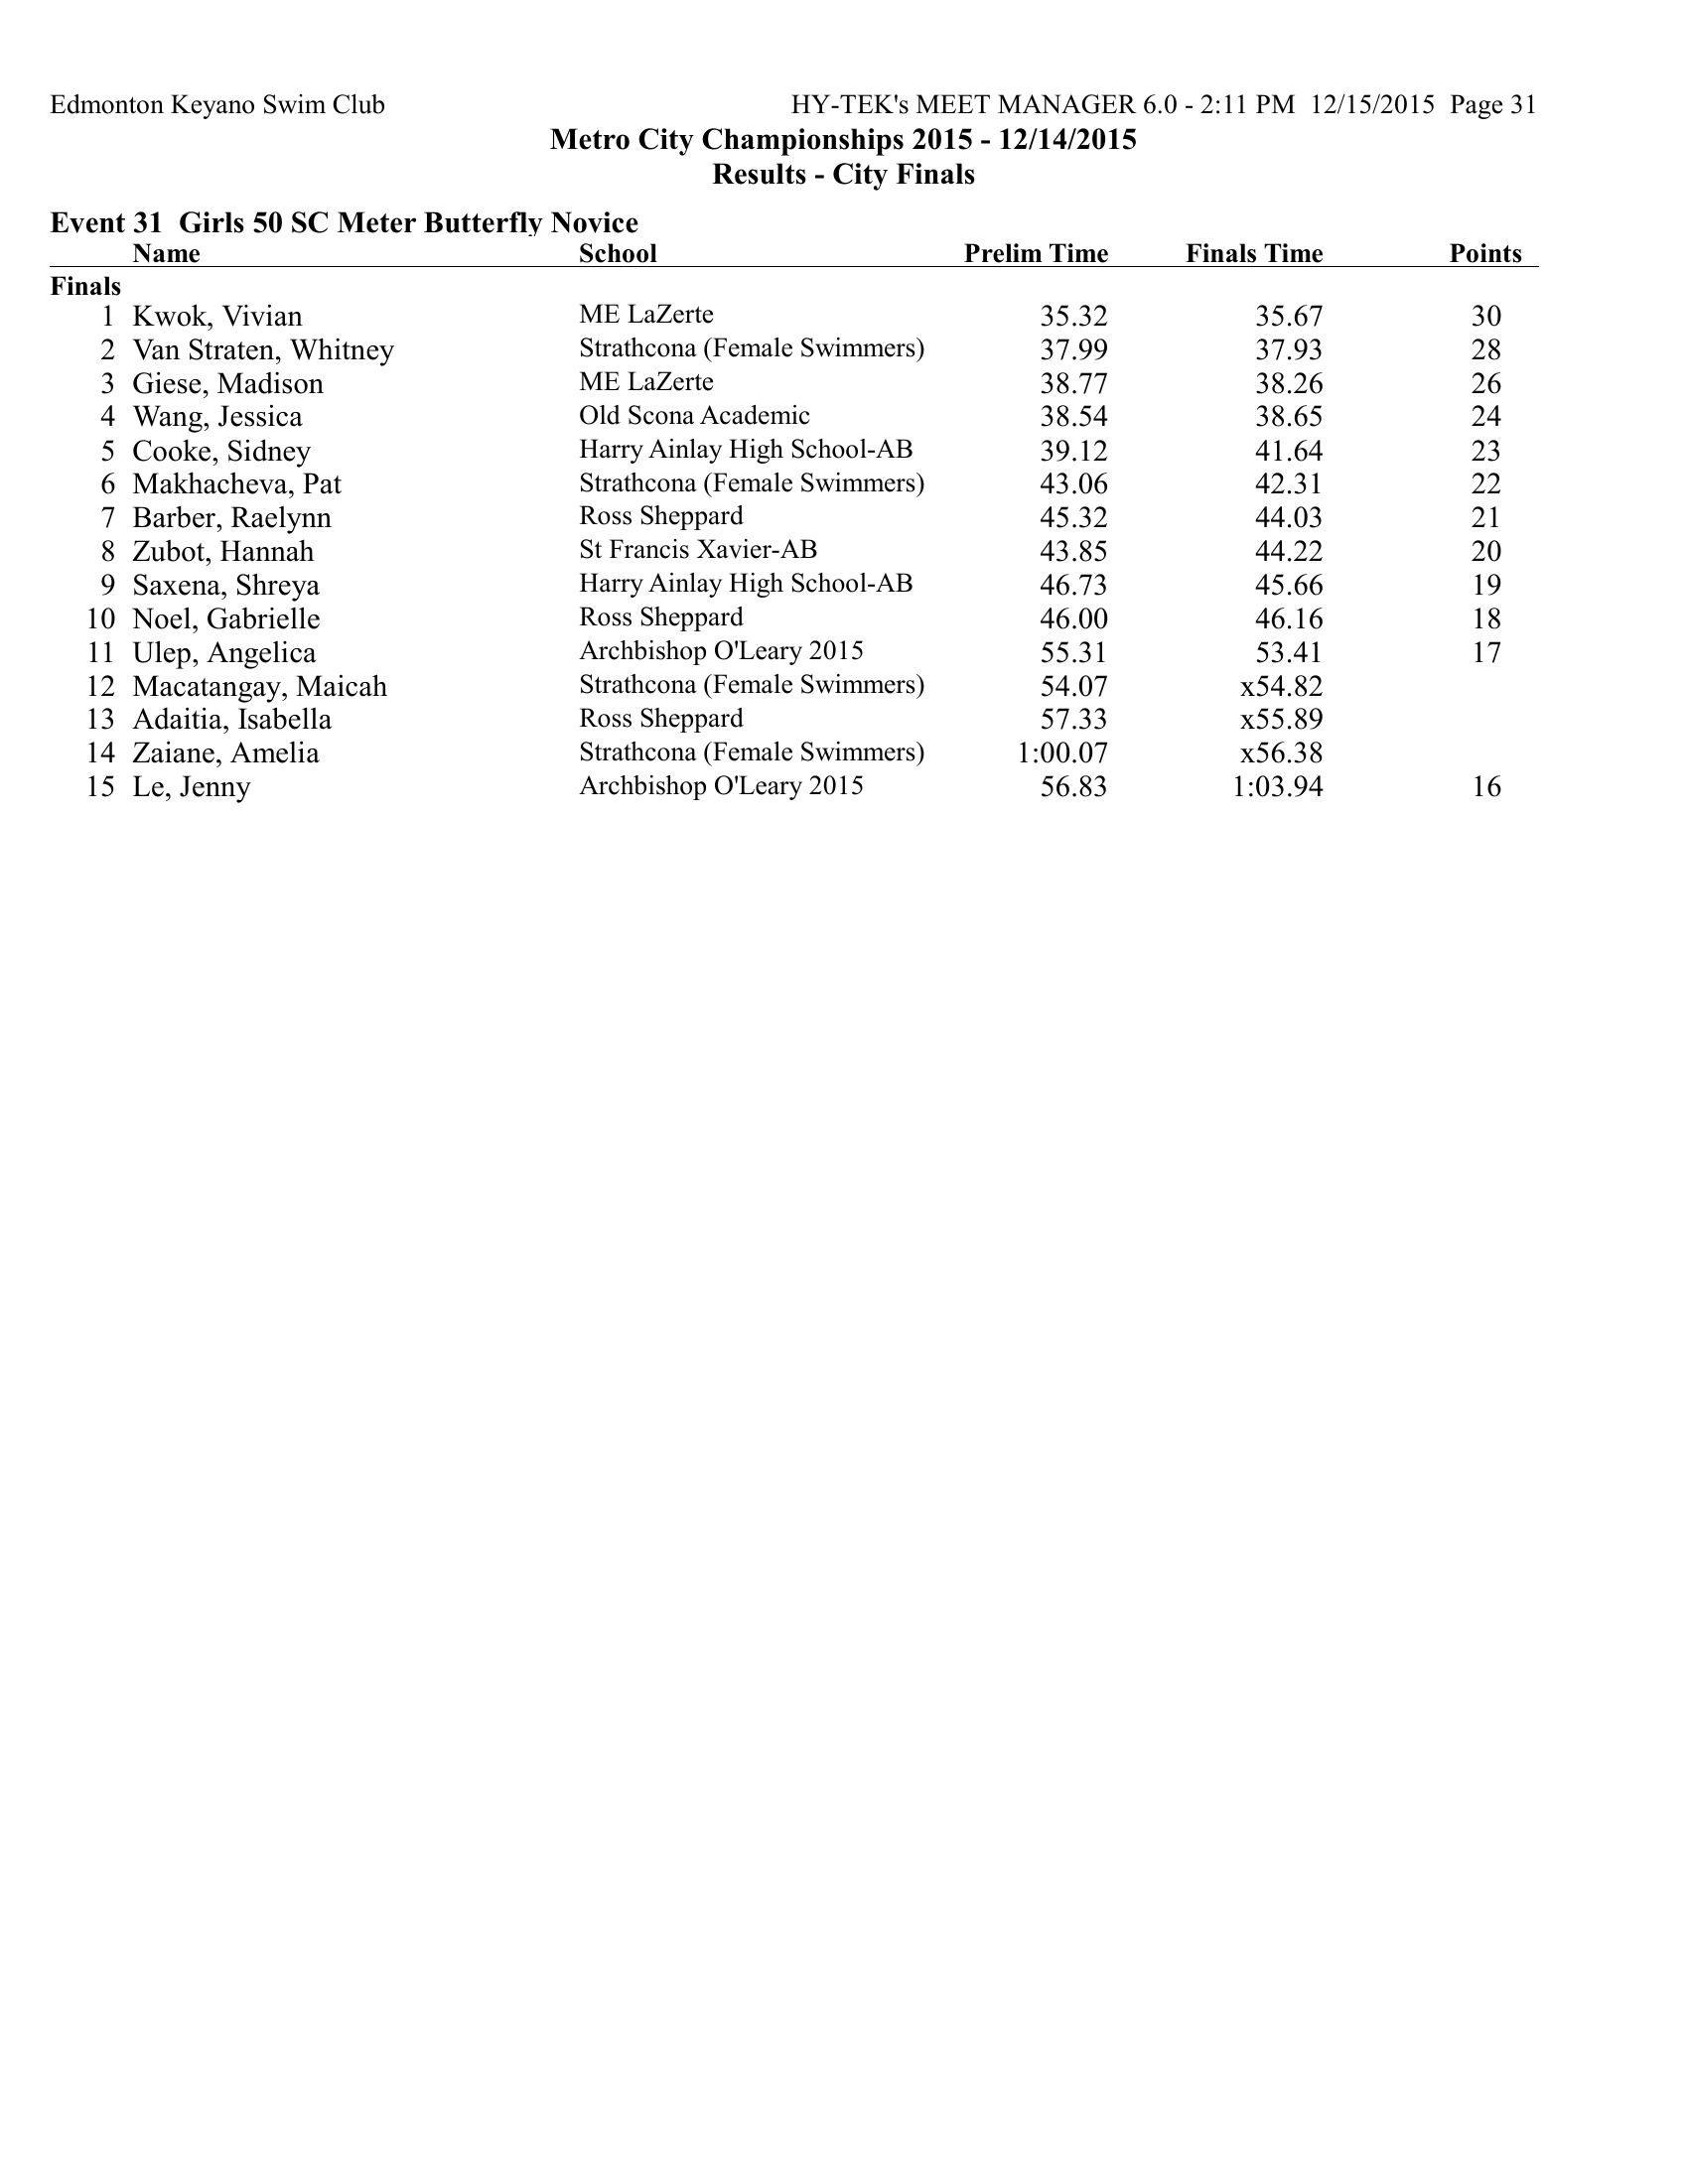 Edmonton Keyano Swim Club HY-TEK's MEET MANAGER 6.0 - 2:11 PM 12/15/2015 Page 31
Metro City Championships 2015 - 12/14/2015
Results - City Finals
Event 31 Girls 50 SC Meter Butterfly Novice
Name School Prelim Time Finals Time Points
Finals
1 Kwok, Vivian ME LaZerte 35.32 35.67 30
2 Van Straten, Whitney Strathcona (Female Swimmers) 37.99 37.93 28
3 Giese, Madison ME LaZerte 38.77 38.26 26
4 Wang, Jessica Old Scona Academic 38.54 38.65 24
5 Cooke, Sidney Harry Ainlay High School-AB 39.12 41.64 23
6 Makhacheva, Pat Strathcona (Female Swimmers) 43.06 42.31 22
7 Barber, Raelynn Ross Sheppard 45.32 44.03 21
8 Zubot, Hannah St Francis Xavier-AB 43.85 44.22 20
9 Saxena, Shreya Harry Ainlay High School-AB 46.73 45.66 19
10 Noel, Gabrielle Ross Sheppard 46.00 46.16 18
11 Ulep, Angelica Archbishop O'Leary 2015 55.31 53.41 17
12 Macatangay, Maicah Strathcona (Female Swimmers) 54.07 x54.82
13 Adaitia, Isabella Ross Sheppard 57.33 x55.89
14 Zaiane, Amelia Strathcona (Female Swimmers) 1:00.07 x56.38
15 Le, Jenny Archbishop O'Leary 2015 56.83 1:03.94 16